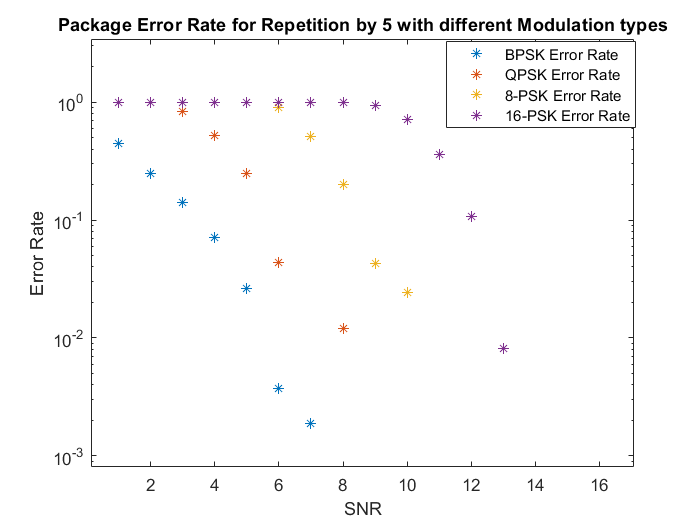 Package Error Rate for Repetition by 5 with different Modulation types
BPSK Error Rate
QPSK Error Rate
8-PSK Error Rate
16-PSK Error Rate
10^0
10^-1
10^-2
10^-3
Error Rate
2 4 6 8 10 12 14 16
SNR